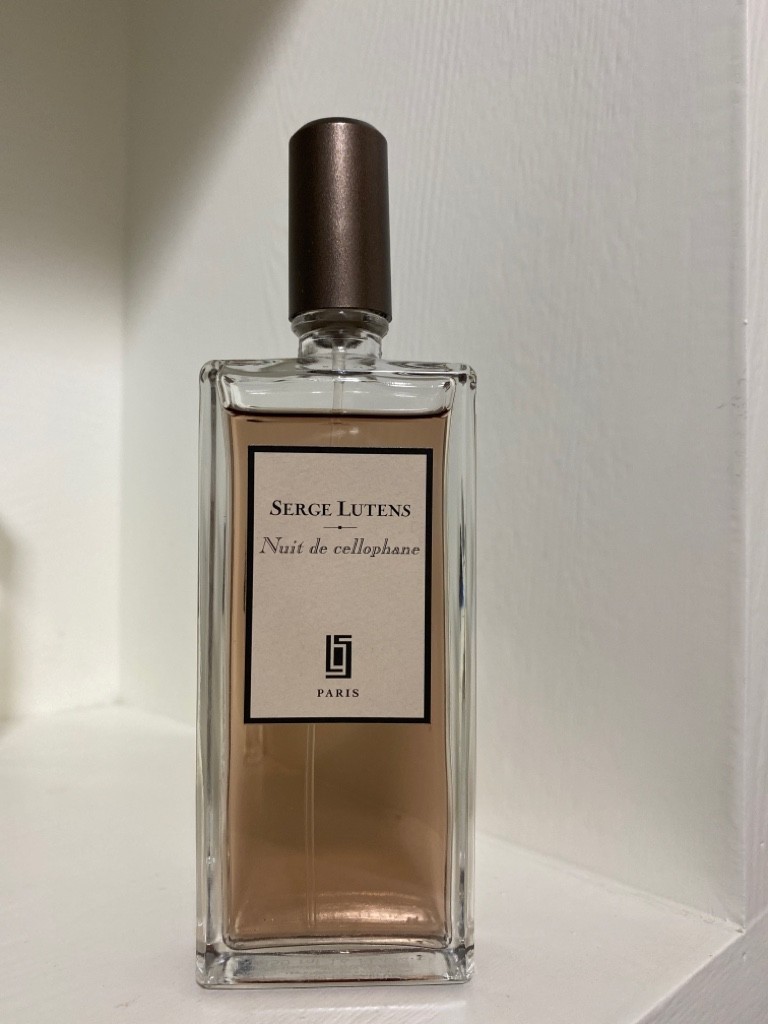 SERGE LUTENS
Nuit de cellophane
PARIS